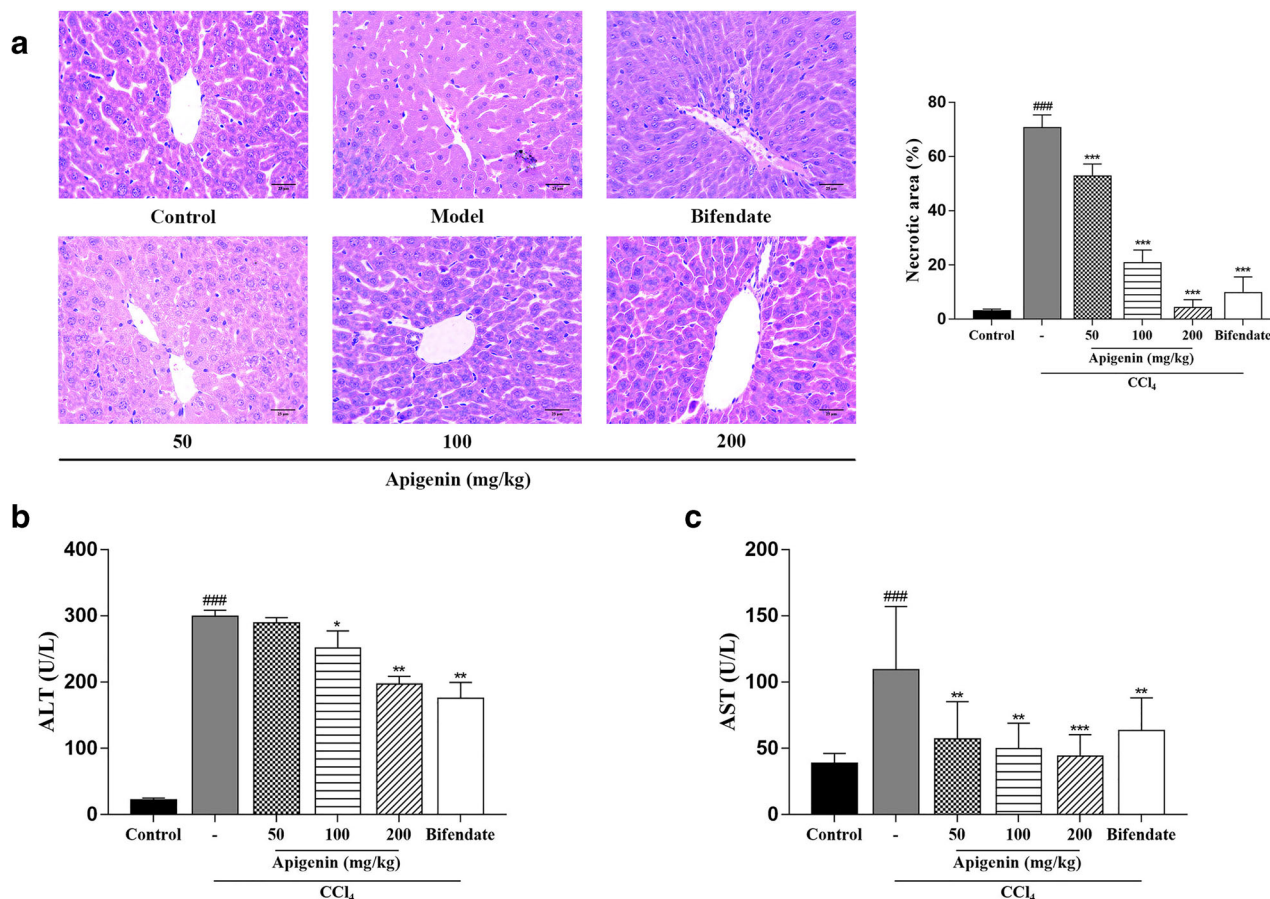 a
Control
Model
Bifendate
50
100
200
Apigenin (mg/kg)
Necrotic area (%)
80
60
40
20
0
###
***
***
***
***
Control
-
50
100
200
Bifendate
Apigenin (mg/kg)
CCl₄
b
ALT (U/L)
400
300
200
100
0
###
*
**
**
Control
-
50
100
200
Bifendate
Apigenin (mg/kg)
CCl₄
c
AST (U/L)
200
150
100
50
0
###
**
**
***
**
Control
-
50
100
200
Bifendate
Apigenin (mg/kg)
CCl₄